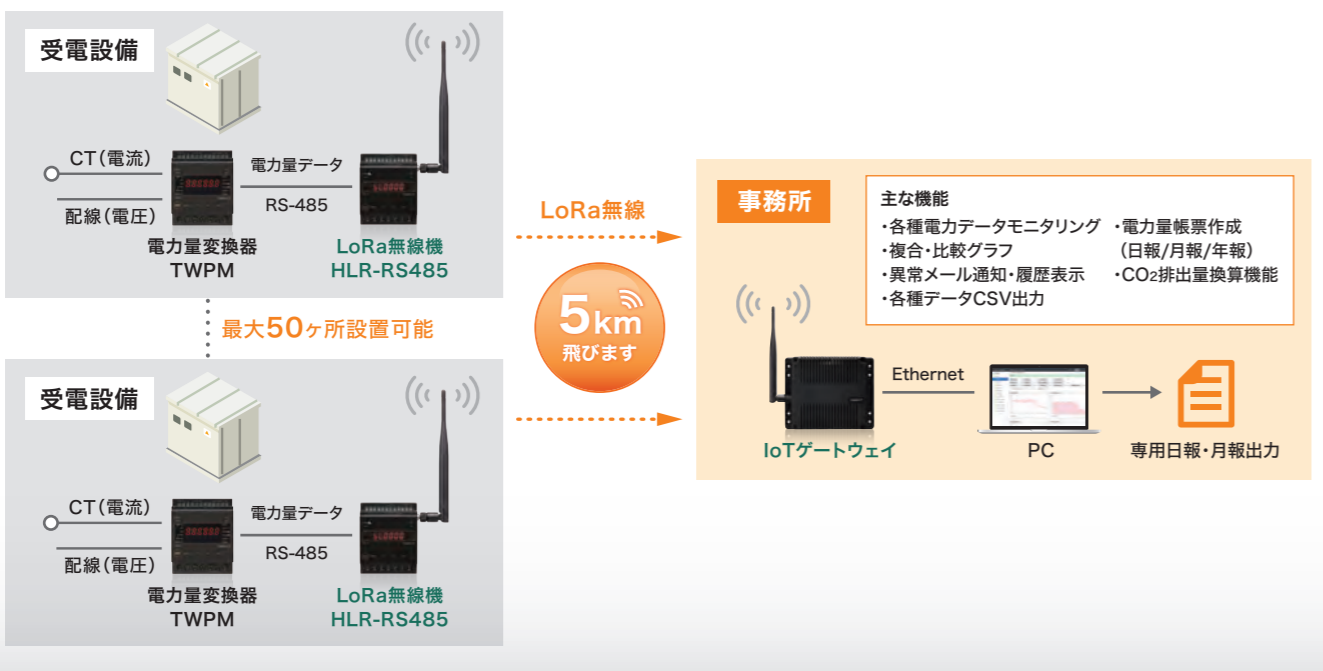 受電設備
CT(電流)
配線(電圧)
電力量データ
RS-485
電力量変換器
TWPM
LoRa無線機
HLR-RS485
最大50ヶ所設置可能
受電設備
CT(電流)
配線(電圧)
電力量データ
RS-485
電力量変換器
TWPM
LoRa無線機
HLR-RS485
LoRa無線
5km
飛びます
事務所
主な機能
・各種電力データモニタリング
・複合・比較グラフ
・異常メール通知・履歴表示
・各種データCSV出力
・電力量帳票作成
(日報/月報/年報)
・CO2排出量換算機能
Ethernet
IoTゲートウェイ
PC
専用日報・月報出力